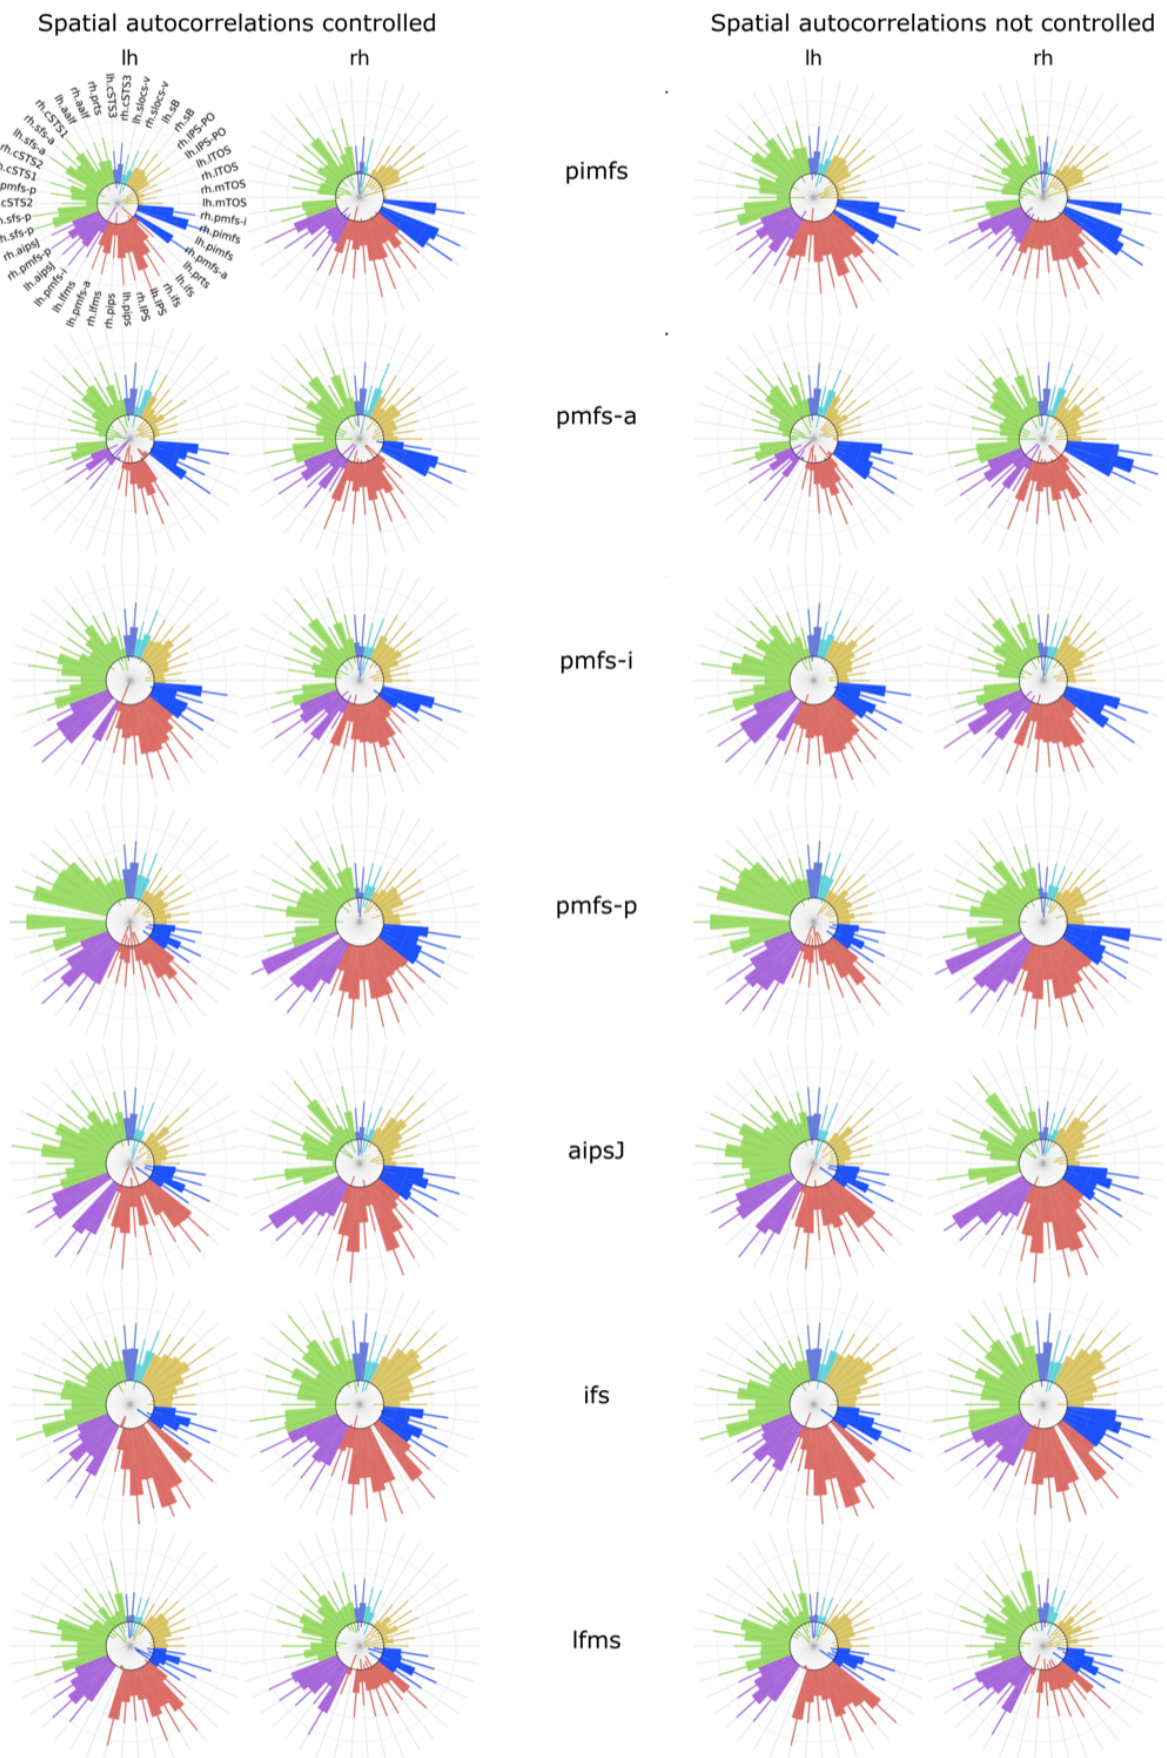 Spatial autocorrelations controlled
Spatial autocorrelations not controlled
lh
rh
lh
rh
lh.cSTS3
rh.cSTS3
lh.slocs-v
rh.slocs-v
lh.sB
rh.sB
rh.IPS-PO
lh.IPS-PO
lh.lTOS
rh.lTOS
rh.mTOS
lh.mTOS
rh.pmfs-i
rh.pimfs
lh.pimfs
rh.pmfs-a
lh.prts
lh.ifs
rh.ifs
lh.IPS
rh.IPS
lh.pips
rh.pips
rh.lfms
lh.pmfs-a
lh.lfms
lh.pmfs-i
lh.aipsJ
rh.pmfs-p
rh.aipsJ
h.sfs-p
.sfs-p
cSTS2
pmfs-p
.cSTS1
rh.cSTS2
lh.sfs-a
rh.sfs-a
rh.cSTS1
lh.aalf
rh.aalf
rh.prts
pimfs
pmfs-a
pmfs-i
pmfs-p
aipsJ
ifs
lfms